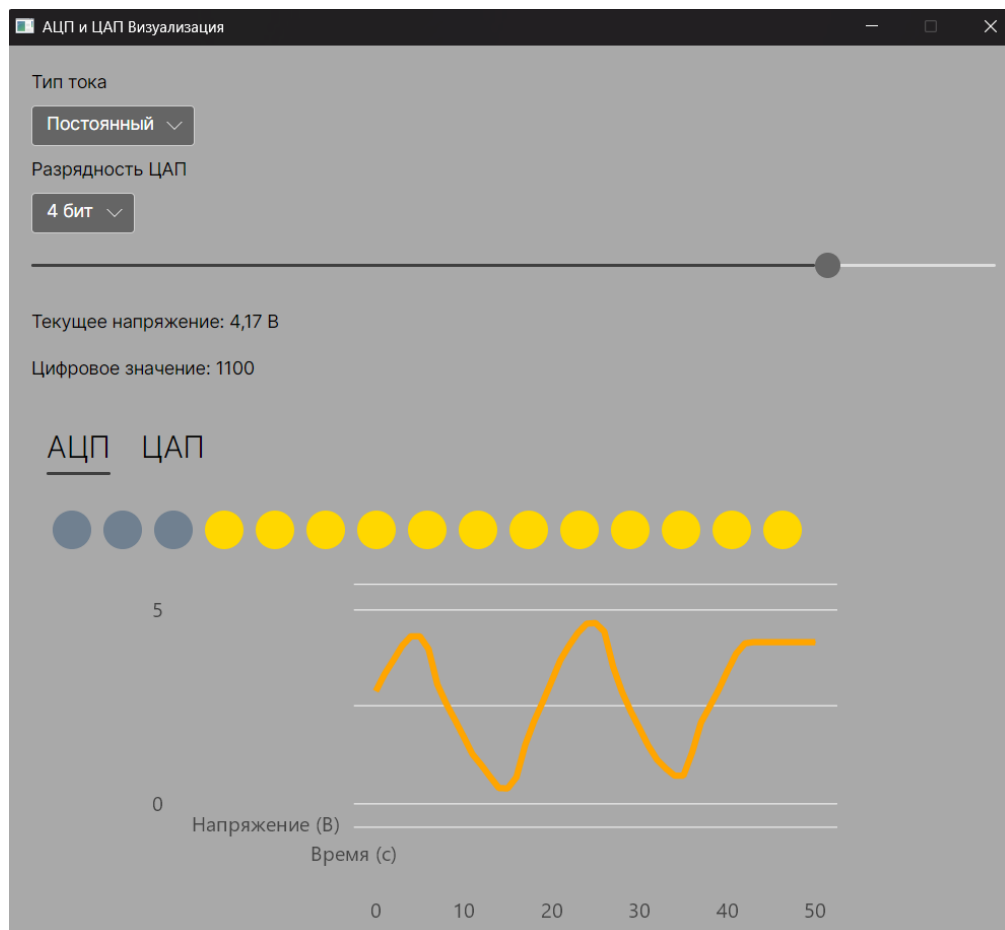 АЦП и ЦАП Визуализация
Тип тока
Постоянный
Разрядность ЦАП
4 бит
Текущее напряжение: 4,17 В
Цифровое значение: 1100
АЦП ЦАП
5
0
Напряжение (В)
Время (с)
0 10 20 30 40 50